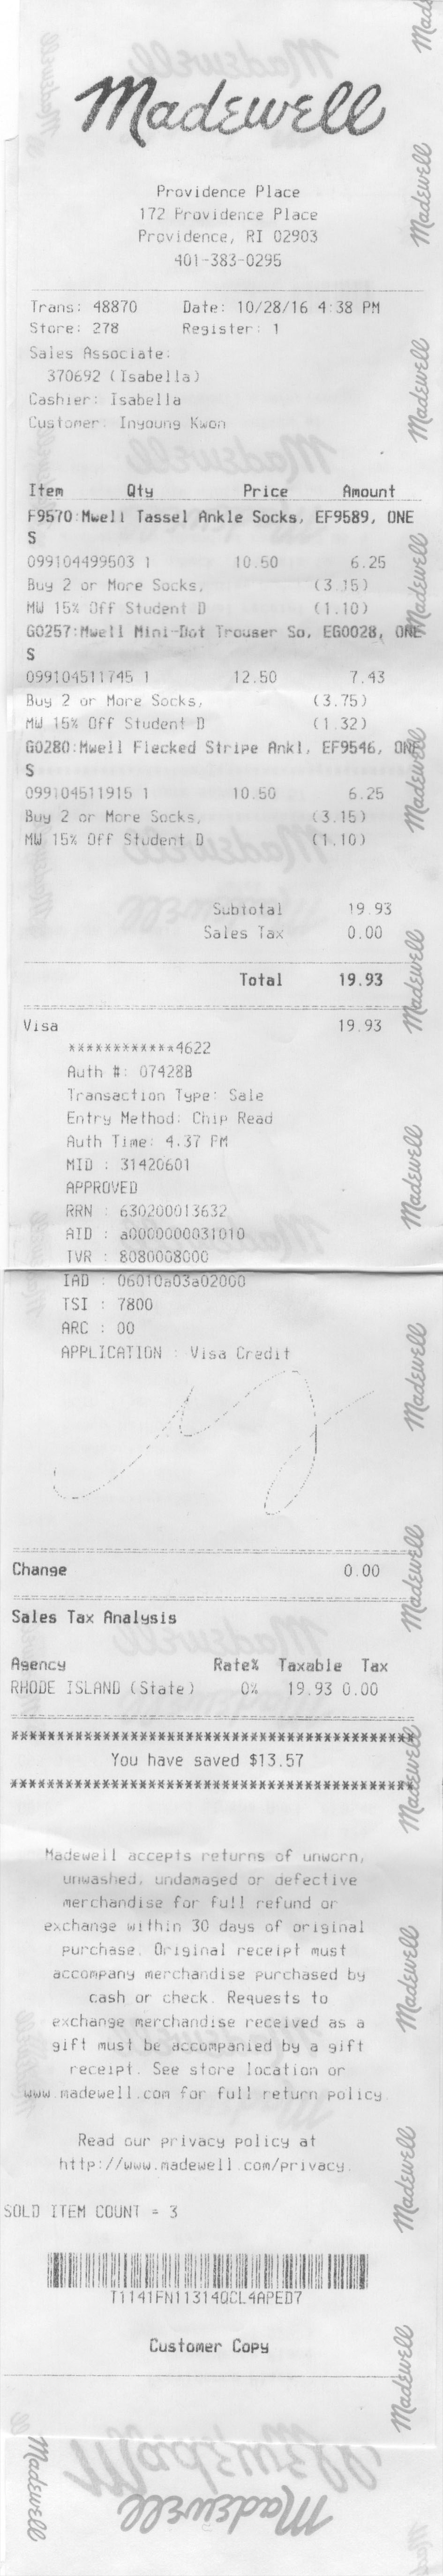 Madewell
Providence Place
172 Providence Place
Providence, RI 02903
401-383-0295
Trans: 48870 Date: 10/28/16 4:38 PM
Store: 278 Register: 1
Sales Associate:
370692 (Isabella)
Cashier: Isabella
Customer: Inyoung Kwon
Item Qty Price Amount
F9570:Mwell Tassel Ankle Socks, EF9589, ONE
S
099104499503 1 10.50 6.25
Buy 2 or More Socks, (3.15)
MW 15% Off Student D (1.10)
G0257:Mwell Mini-Dot Trouser So, EG0028, ONE
S
099104511745 1 12.50 7.43
Buy 2 or More Socks, (3.75)
MW 15% Off Student D (1.32)
G0280:Mwell Flecked Stripe Ankl, EF9546, ONE
S
099104511915 1 10.50 6.25
Buy 2 or More Socks, (3.15)
MW 15% Off Student D (1.10)
Subtotal 19.93
Sales Tax 0.00
Total 19.93
Visa 19.93
************4622
Auth #: 07428B
Transaction Type: Sale
Entry Method: Chip Read
Auth Time: 4:37 PM
MID : 31420601
APPROVED
RRN : 630200013632
AID : a0000000031010
TVR : 8080008000
IAD : 06010a03a02000
TSI : 7800
ARC : 00
APPLICATION : Visa Credit
Change 0.00
Sales Tax Analysis
Agency Rate% Taxable Tax
RHODE ISLAND (State) 0% 19.93 0.00
********************************************
You have saved $13.57
********************************************
Madewell accepts returns of unworn,
unwashed, undamaged or defective
merchandise for full refund or
exchange within 30 days of original
purchase. Original receipt must
accompany merchandise purchased by
cash or check. Requests to
exchange merchandise received as a
gift must be accompanied by a gift
receipt. See store location or
www.madewell.com for full return policy.
Read our privacy policy at
http://www.madewell.com/privacy.
SOLD ITEM COUNT = 3
T1141FN11314QCL4APED7
Customer Copy
Madewell